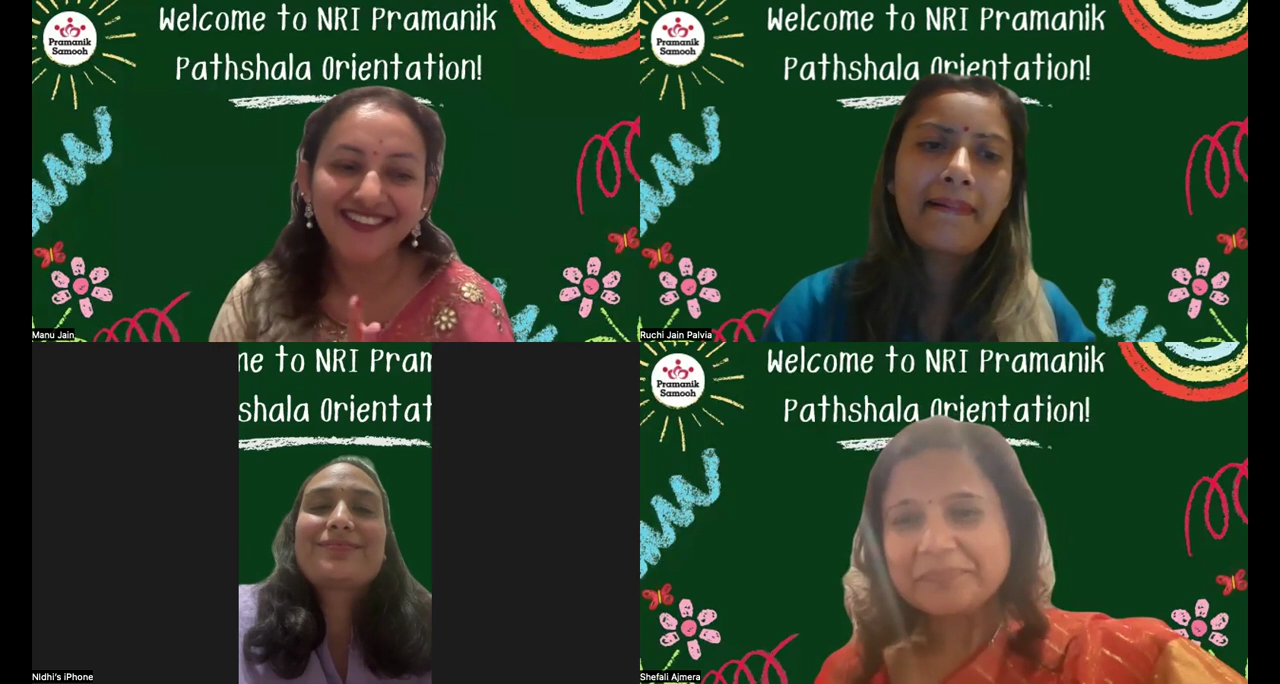 Pramanik
Samooh
Welcome to NRI Pramanik
Pathshala Orientation!
Manu Jain
Pramanik
Samooh
Welcome to NRI Pramanik
Pathshala Orientation!
Ruchi Jain Palvia
me to NRI Pram
shala Orientat
NIdhi's iPhone
Pramanik
Samooh
Welcome to NRI Pramanik
Pathshala Orientation!
Shefali Ajmera